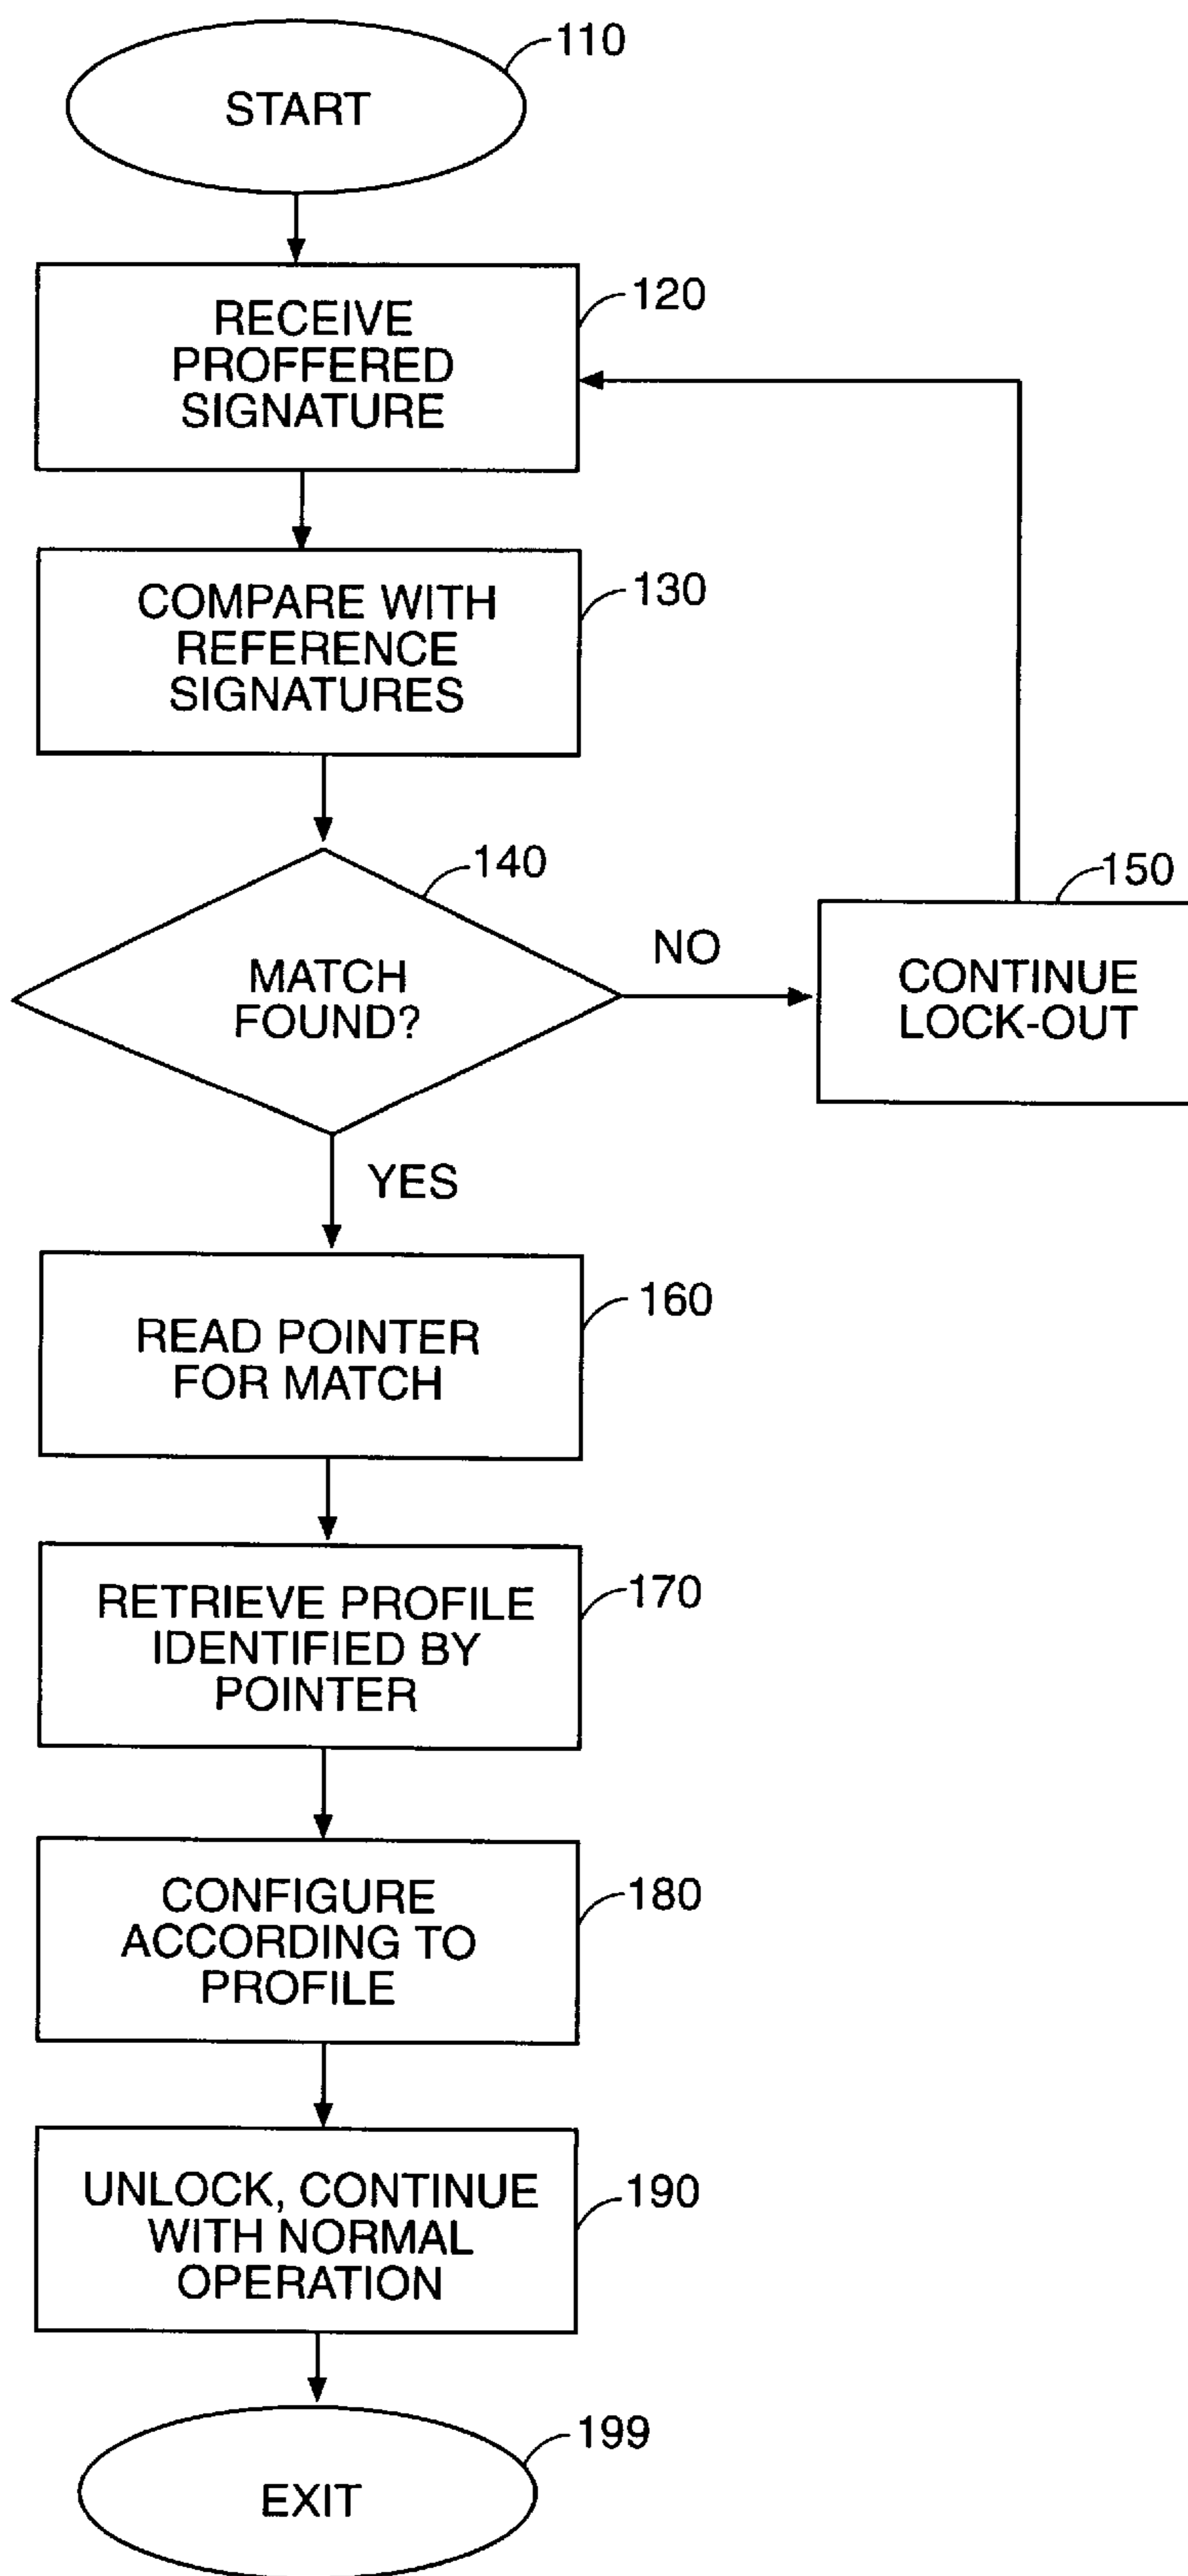 110
START
120
RECEIVE
PROFFERED
SIGNATURE
130
COMPARE WITH
REFERENCE
SIGNATURES
140
MATCH
FOUND?
NO
150
CONTINUE
LOCK-OUT
YES
160
READ POINTER
FOR MATCH
170
RETRIEVE PROFILE
IDENTIFIED BY
POINTER
180
CONFIGURE
ACCORDING TO
PROFILE
190
UNLOCK, CONTINUE
WITH NORMAL
OPERATION
199
EXIT